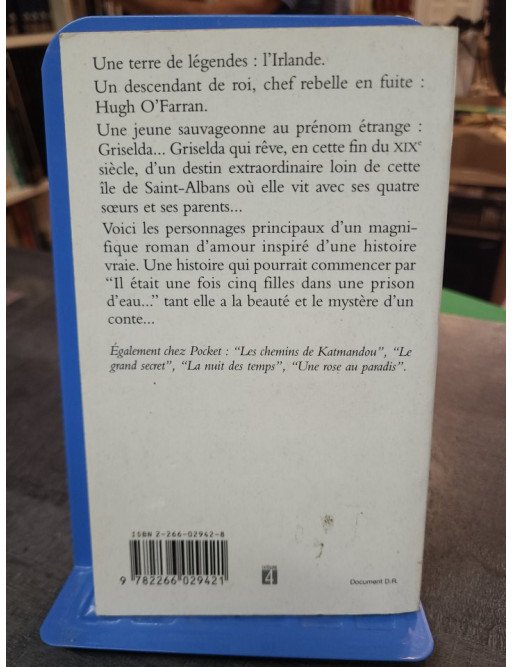 Une terre de légendes : l'Irlande.
Un descendant de roi, chef rebelle en fuite :
Hugh O'Farran.
Une jeune sauvageonne au prénom étrange :
Griselda... Griselda qui rêve, en cette fin du XIXe
siècle, d'un destin extraordinaire loin de cette
île de Saint-Albans où elle vit avec ses quatre
sœurs et ses parents...
Voici les personnages principaux d'un magni-
fique roman d'amour inspiré d'une histoire
vraie. Une histoire qui pourrait commencer par
“Il était une fois cinq filles dans une prison
d'eau...” tant elle a la beauté et le mystère d'un
conte...
Également chez Pocket : “Les chemins de Katmandou”, “Le
grand secret”, “La nuit des temps”, “Une rose au paradis”.
ISBN 2-266-02942-8
9 782266 029421
4
Document D.R.